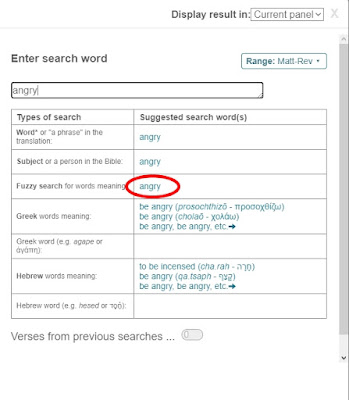 Display result in: Current panel X
Enter search word
Range: Matt-Rev
angry
Types of search Suggested search word(s)
Word* or "a phrase" in the translation: angry
Subject or a person in the Bible: angry
Fuzzy search for words meaning: angry
Greek words meaning: be angry (prosochthizō - προσοχθίζω)
be angry (cholaō - χολάω)
be angry, be angry, etc.➔
Greek word (e.g. agape or ἀγάπη):
Hebrew words meaning: to be incensed (cha.rah - חָרָה)
be angry (qa.tsaph - קָצַף)
be angry, be angry, etc.➔
Hebrew word (e.g. hesed or חֶ֫סֶד):
Verses from previous searches ... 0